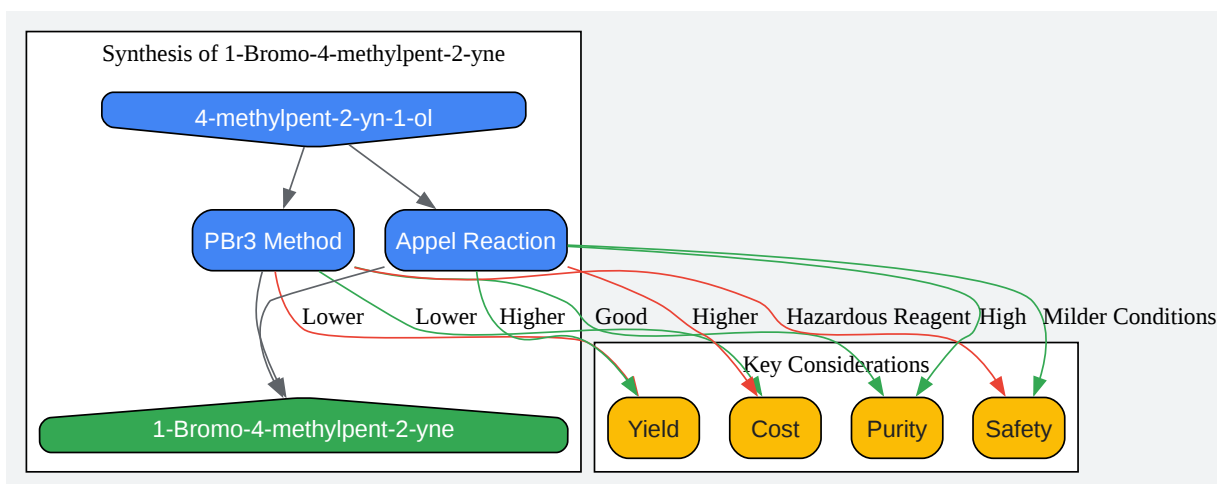 Synthesis of 1-Bromo-4-methylpent-2-yne
4-methylpent-2-yn-1-ol
PBr3 Method
Appel Reaction
Lower
Lower
Higher
Good
Higher
Hazardous Reagent
High
Milder Conditions
Key Considerations
1-Bromo-4-methylpent-2-yne
Yield
Cost
Purity
Safety